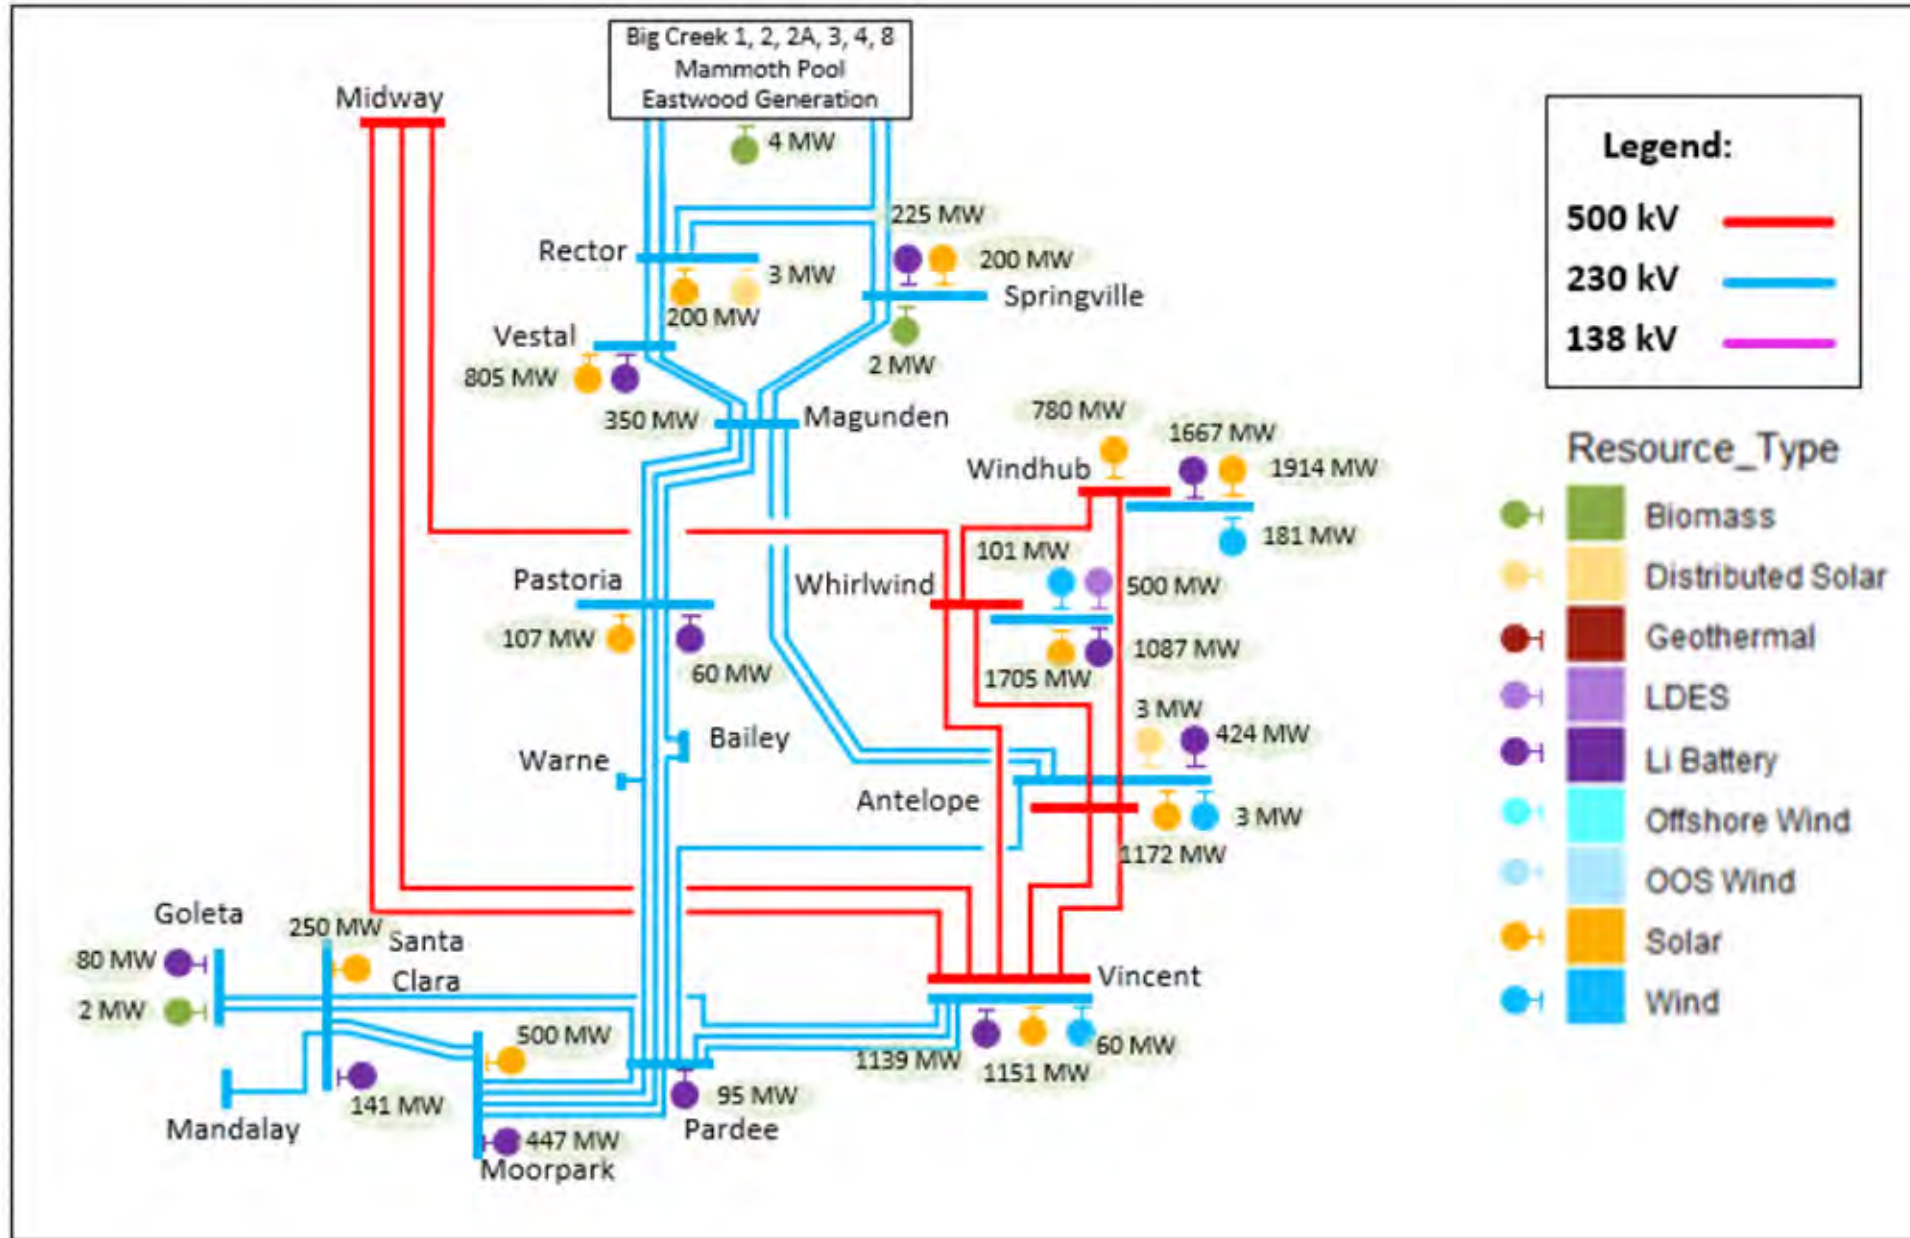 Big Creek 1, 2, 2A, 3, 4, 8
Mammoth Pool
Eastwood Generation
Midway
4 MW
Legend:
500 kV
230 kV
138 kV
225 MW
Rector
3 MW
200 MW
200 MW
Springville
Vestal
805 MW
350 MW
2 MW
Magunden
780 MW
1667 MW
Windhub
1914 MW
181 MW
101 MW
Pastoria
Whirlwind
500 MW
107 MW
60 MW
1087 MW
1705 MW
3 MW
424 MW
Bailey
Warne
Antelope
3 MW
1172 MW
Goleta
250 MW
Santa
Clara
80 MW
2 MW
Vincent
500 MW
1139 MW
1151 MW
60 MW
141 MW
95 MW
Mandalay
Pardee
447 MW
Moorpark
Resource_Type
Biomass
Distributed Solar
Geothermal
LDES
Li Battery
Offshore Wind
OOS Wind
Solar
Wind